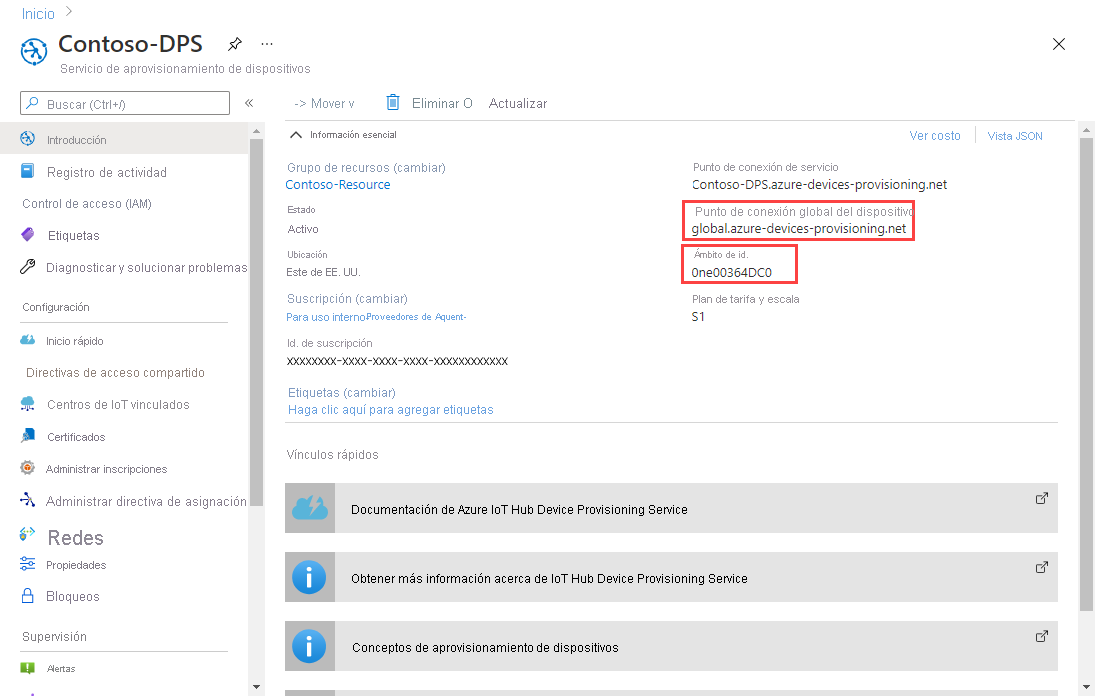 Inicio
Contoso-DPS
Servicio de aprovisionamiento de dispositivos
Buscar (Ctrl+/)
Introducción
Registro de actividad
Control de acceso (IAM)
Etiquetas
Diagnosticar y solucionar problemas
Configuración
Inicio rápido
Directivas de acceso compartido
Centros de IoT vinculados
Certificados
Administrar inscripciones
Administrar directiva de asignación
Redes
Propiedades
Bloqueos
Supervisión
Alertas
-> Mover v Eliminar O Actualizar
Información esencial
Ver costo Vista JSON
Grupo de recursos (cambiar)
Contoso-Resource
Estado
Activo
Ubicación
Este de EE. UU.
Suscripción (cambiar)
Para uso interno Proveedores de Aquent-
Id. de suscripción
xxxxxxxx-xxxx-xxxx-xxxx-xxxxxxxxxxxx
Etiquetas (cambiar)
Haga clic aquí para agregar etiquetas
Punto de conexión de servicio
Contoso-DPS.azure-devices-provisioning.net
Punto de conexión global del dispositivo
global.azure-devices-provisioning.net
Ámbito de id.
0ne00364DC0
Plan de tarifa y escala
S1
Vínculos rápidos
Documentación de Azure IoT Hub Device Provisioning Service
Obtener más información acerca de IoT Hub Device Provisioning Service
Conceptos de aprovisionamiento de dispositivos